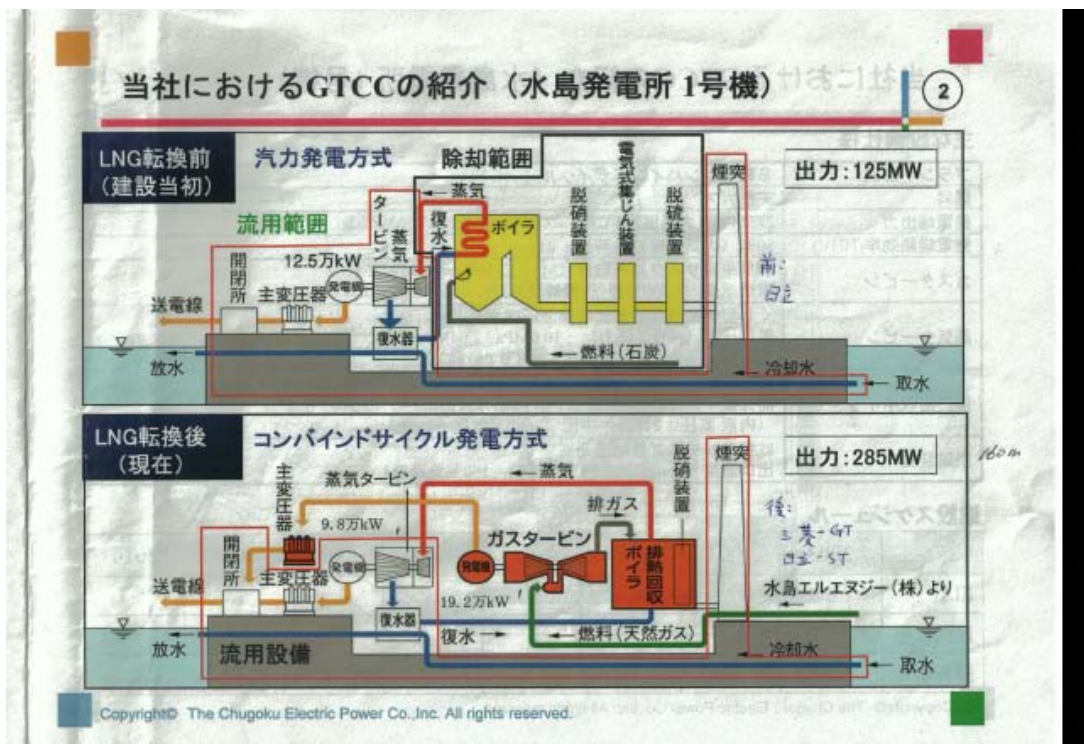 当社におけるGTCCの紹介（水島発電所 1号機）
2
LNG転換前
（建設当初）
汽力発電方式
除却範囲
出力:125MW
流用範囲
←蒸気
蒸気タービン
復水
ボイラ
脱硝装置
電気式集じん装置
脱硫装置
煙突
開閉所
12.5万kW
発電機
主変圧器
送電線
復水器
前:
日立
←燃料(石炭)
放水
冷却水
取水
LNG転換後
（現在）
コンバインドサイクル発電方式
出力:285MW
160m
主変圧器
蒸気タービン
←蒸気
脱硝装置
煙突
排ガス
9.8万kW
ガスタービン
開閉所
発電機
発電機
排熱回収ボイラ
後:
三菱-GT
日立-ST
送電線
主変圧器
19.2万kW
水島エルエヌジー(株)より
復水器
復水→
←燃料(天然ガス)
放水
流用設備
冷却水
取水
Copyright© The Chugoku Electric Power Co.,Inc. All rights reserved.